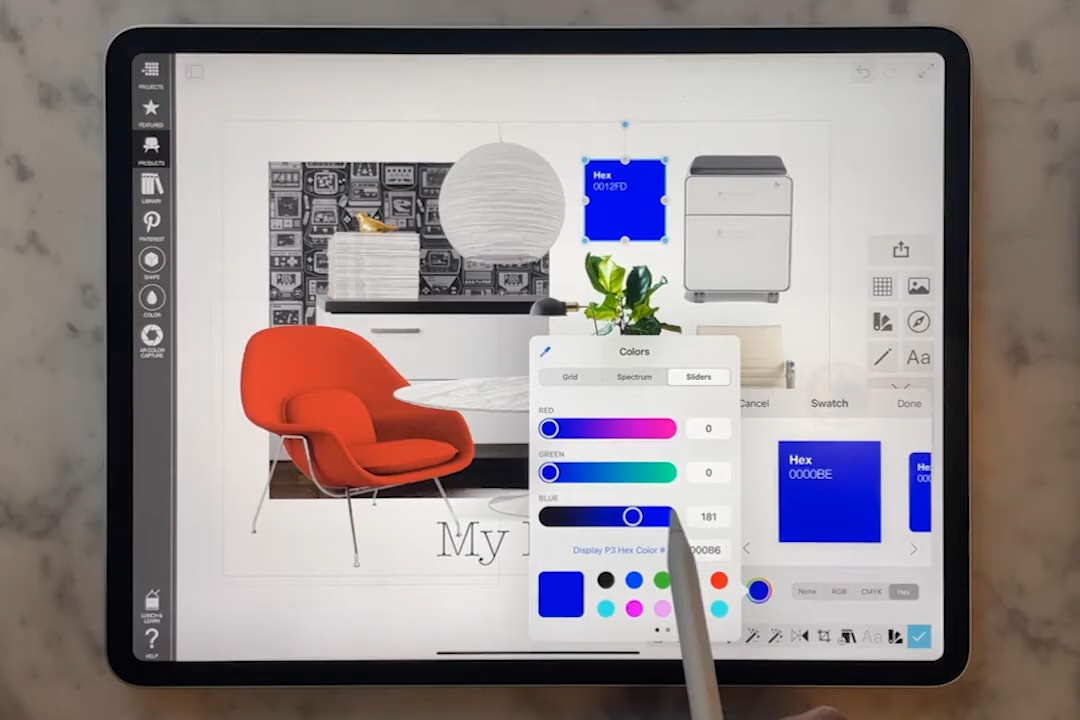 PROJECTS
FEATURED
PRODUCTS
LIBRARY
PINTEREST
SHAPE
COLOR
AR COLOR
CAPTURE
LUNCH &
LEARN
?
HELP
Hex
0012FD
My
Aa
Colors
Grid
Spectrum
Sliders
RED
0
GREEN
0
BLUE
181
Display P3 Hex Color #
Cancel
Swatch
Done
Hex
0000BE
None
RGB
CMYK
Hex
Aa